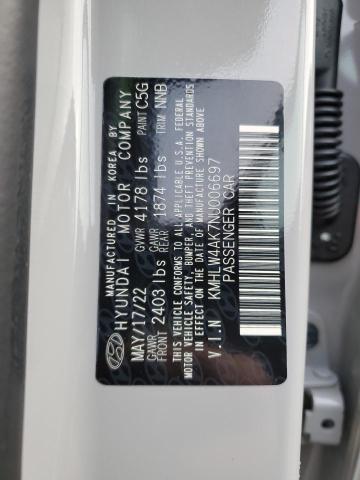 MANUFACTURED IN KOREA BY
HYUNDAI MOTOR COMPANY
MAY/17/22 GVWR 4178 lbs PAINT C5G
GAWR FRONT 2403 lbs GAWR REAR 1874 lbs TRIM NNB
THIS VEHICLE CONFORMS TO ALL APPLICABLE U.S.A. FEDERAL
MOTOR VEHICLE SAFETY, BUMPER, AND THEFT PREVENTION STANDARDS
IN EFFECT ON THE DATE OF MANUFACTURE SHOWN ABOVE.
V.I.N KMHLW4AK7NU006697
PASSENGER CAR